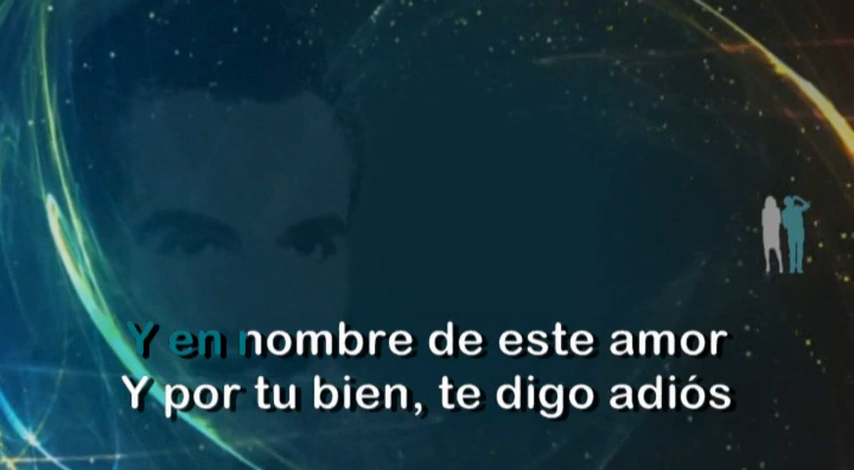 Y en nombre de este amor
Y por tu bien, te digo adiós